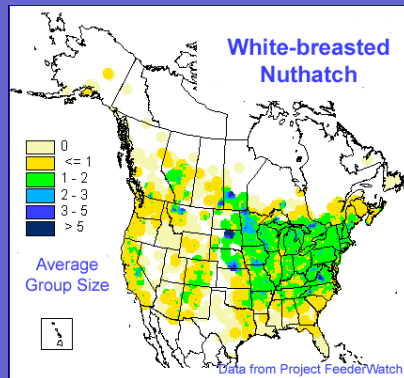 White-breasted
Nuthatch
0
<= 1
1 - 2
2 - 3
3 - 5
> 5
Average
Group Size
Data from Project FeederWatch